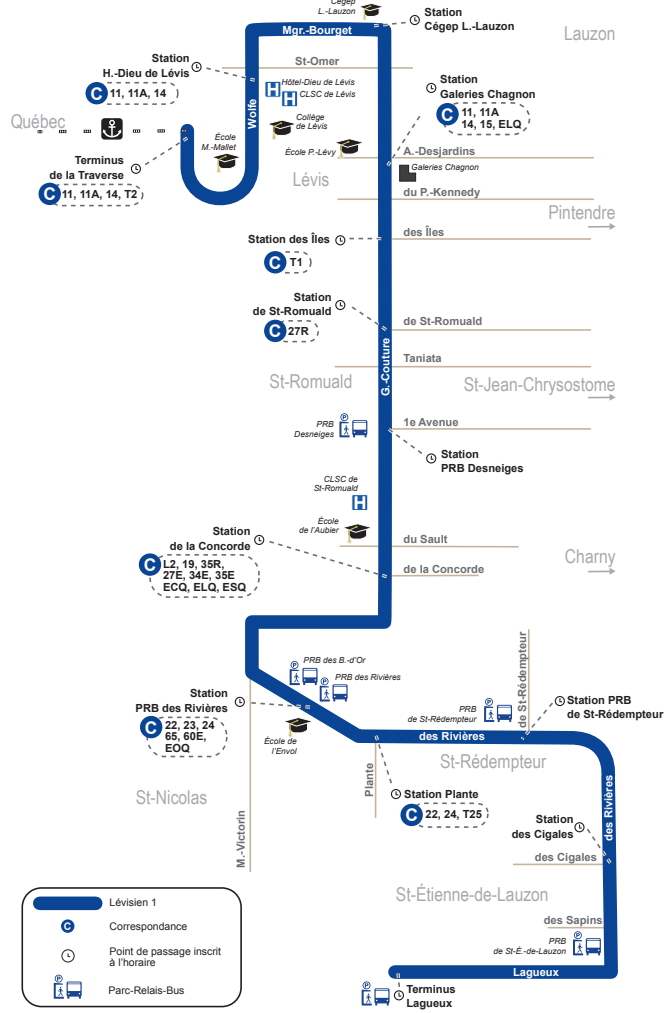 Cégep
L.-Lauzon
Station
Cégep L.-Lauzon
Mgr.-Bourget
Lauzon
Station
H.-Dieu de Lévis
C 11, 11A, 14
St-Omer
Hôtel-Dieu de Lévis
CLSC de Lévis
Wolfe
Station
Galeries Chagnon
C 11, 11A
14, 15, ELQ
Québec
Collège
de Lévis
École
M.-Mallet
École P.-Lévy
A.-Desjardins
Galeries Chagnon
Terminus
de la Traverse
C 11, 11A, 14, T2
Lévis
du P.-Kennedy
Pintendre
Station des Îles
des Îles
C T1
Station
de St-Romuald
C 27R
de St-Romuald
G.-Couture
Taniata
St-Romuald
St-Jean-Chrysostome
PRB
Desneiges
P
1e Avenue
Station
PRB Desneiges
CLSC de
St-Romuald
H
École
de l'Aubier
Station
de la Concorde
C L2, 19, 35R,
27E, 34E, 35E
ECQ, ELQ, ESQ
du Sault
de la Concorde
Charny
PRB des B.-d'Or
P
PRB des Rivières
P
Station
PRB des Rivières
C 22, 23, 24
65, 60E,
EOQ
École de
l'Envol
PRB
de St-Rédempteur
P
de St-Rédempteur
Station PRB
de St-Rédempteur
des Rivières
St-Rédempteur
Plante
Station Plante
C 22, 24, T25
St-Nicolas
M.-Victorin
des Rivières
Station
des Cigales
des Cigales
St-Étienne-de-Lauzon
des Sapins
PRB
de St-É.-de-Lauzon
P
Lagueux
P
Terminus
Lagueux
Lévisien 1
C Correspondance
Point de passage inscrit
à l'horaire
P Parc-Relais-Bus